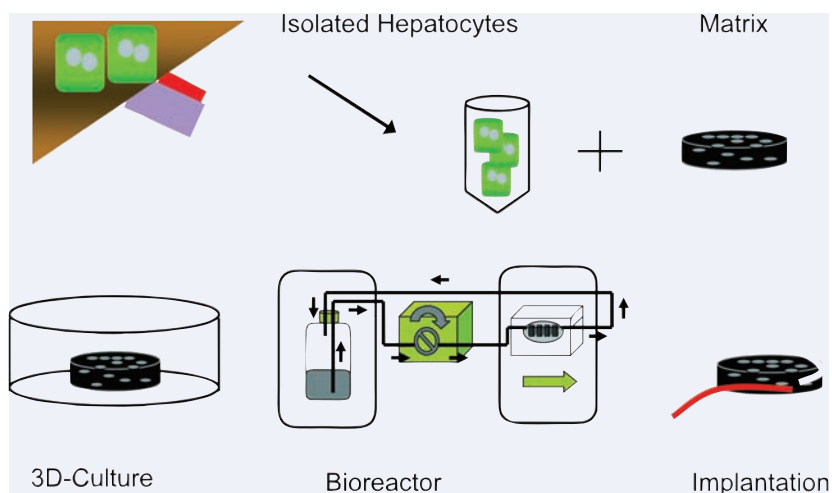 Isolated Hepatocytes
Matrix
3D-Culture
Bioreactor
Implantation